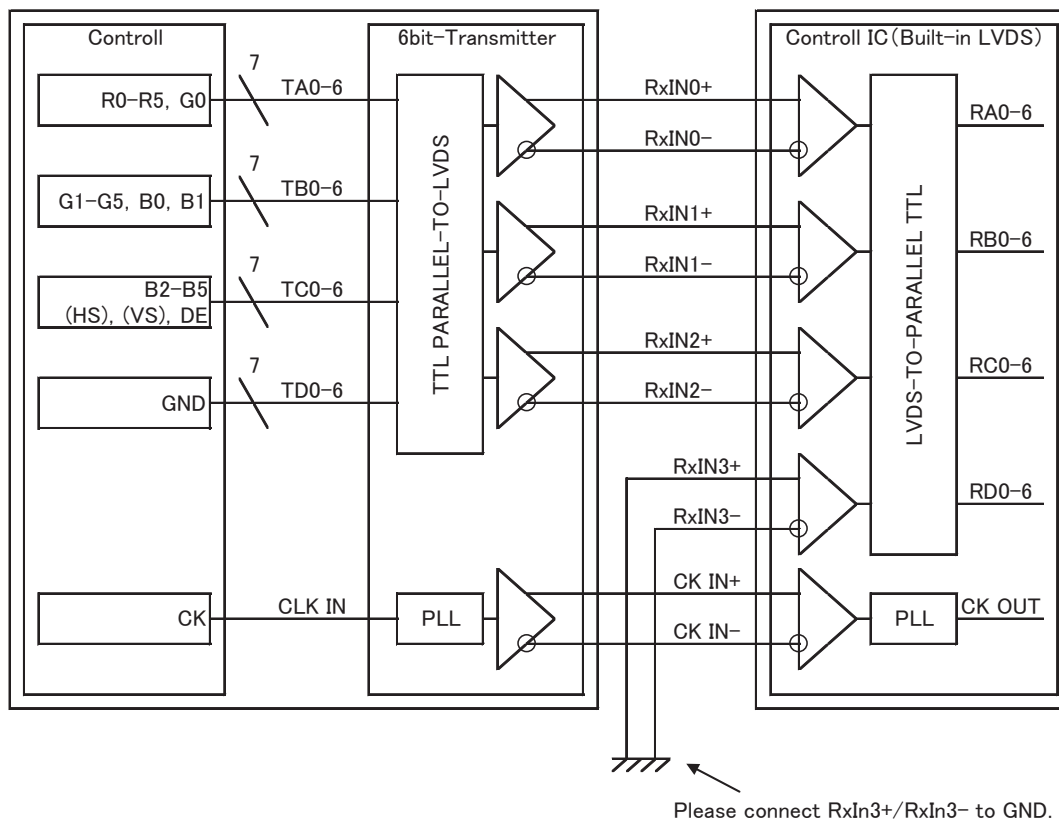 Controll
6bit-Transmitter
Controll IC(Built-in LVDS)
R0-R5, G0
7
TA0-6
RxIN0+
RxIN0-
RA0-6
G1-G5, B0, B1
7
TB0-6
RxIN1+
RxIN1-
RB0-6
B2-B5
(HS), (VS), DE
7
TC0-6
RxIN2+
RxIN2-
RC0-6
GND
7
TD0-6
TTL PARALLEL-TO-LVDS
LVDS-TO-PARALLEL TTL
RxIN3+
RxIN3-
RD0-6
CK
CLK IN
PLL
CK IN+
CK IN-
PLL
CK OUT
Please connect RxIn3+/RxIn3- to GND.